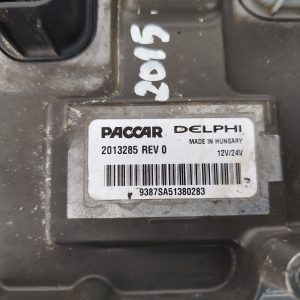 2015
PACCAR DELPHI
MADE IN HUNGARY
2013285 REV 0
12V/24V
9387SA51380283